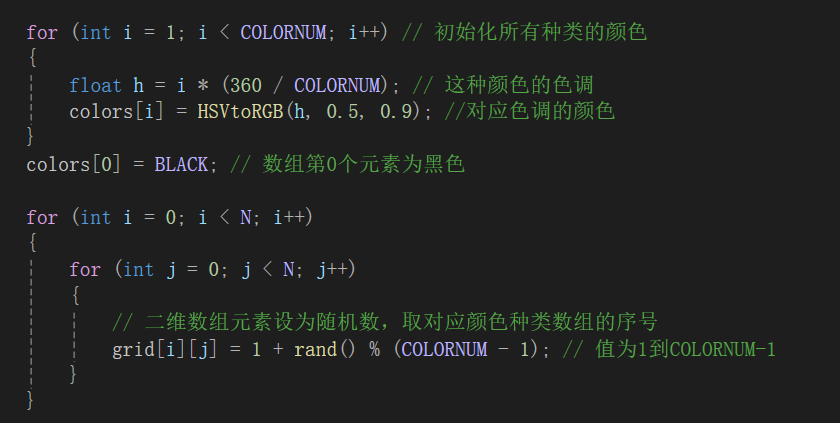 for (int i = 1; i < COLORNUM; i++) // 初始化所有种类的颜色
{
    float h = i * (360 / COLORNUM); // 这种颜色的色调
    colors[i] = HSVtoRGB(h, 0.5, 0.9); //对应色调的颜色
}
colors[0] = BLACK; // 数组第0个元素为黑色

for (int i = 0; i < N; i++)
{
    for (int j = 0; j < N; j++)
    {
        // 二维数组元素设为随机数，取对应颜色种类数组的序号
        grid[i][j] = 1 + rand() % (COLORNUM - 1); // 值为1到COLORNUM-1
    }
}